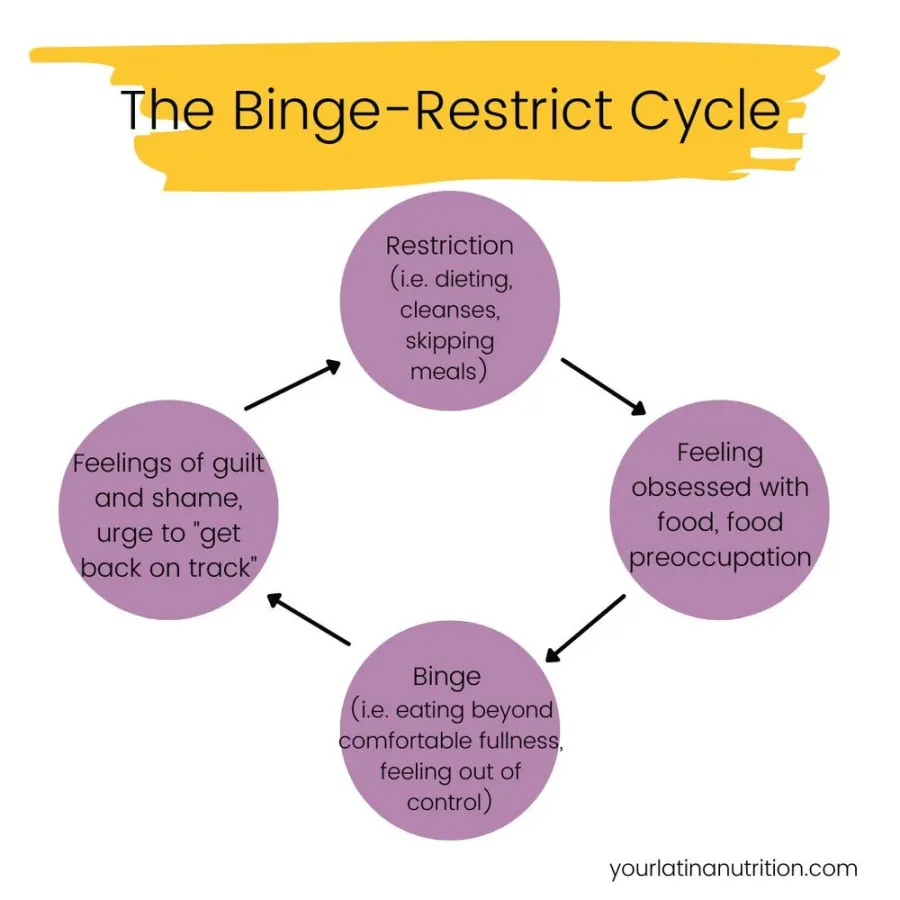 The Binge-Restrict Cycle
Restriction
(i.e. dieting,
cleanses,
skipping
meals)
Feeling
obsessed with
food, food
preoccupation
Binge
(i.e. eating beyond
comfortable fullness,
feeling out of
control)
Feelings of guilt
and shame,
urge to "get
back on track"
yourlatinanutrition.com